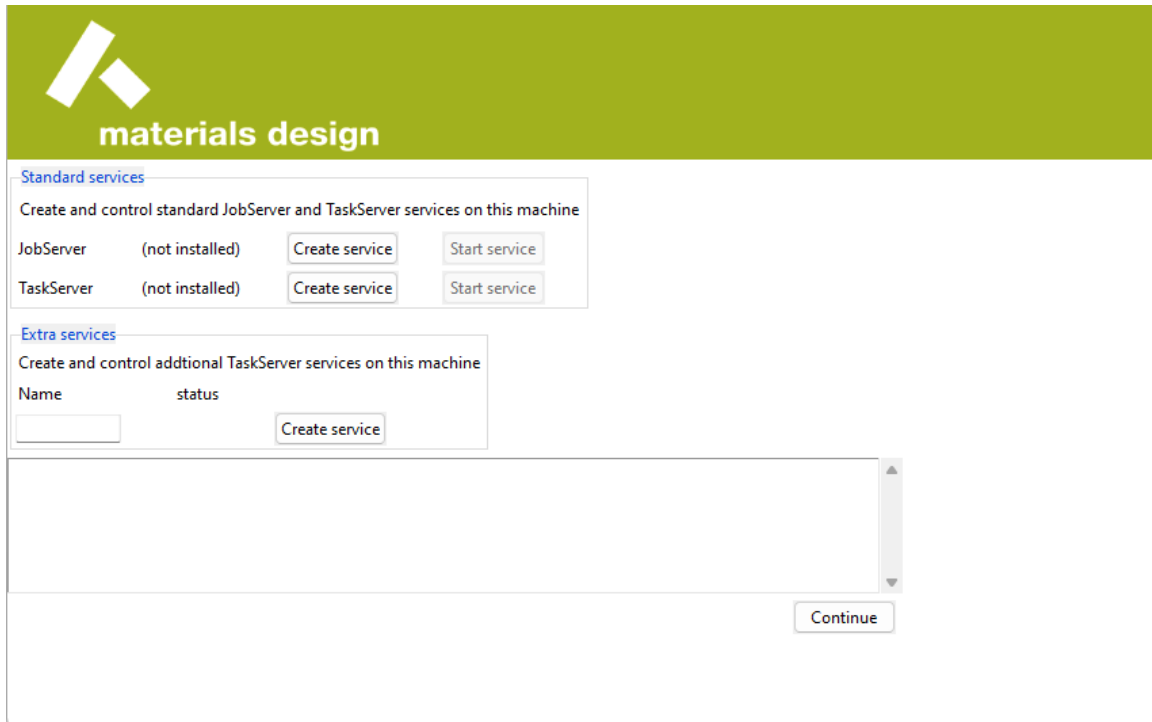 materials design
Standard services
Create and control standard JobServer and TaskServer services on this machine
JobServer (not installed) Create service Start service
TaskServer (not installed) Create service Start service
Extra services
Create and control addtional TaskServer services on this machine
Name status
Create service
Continue